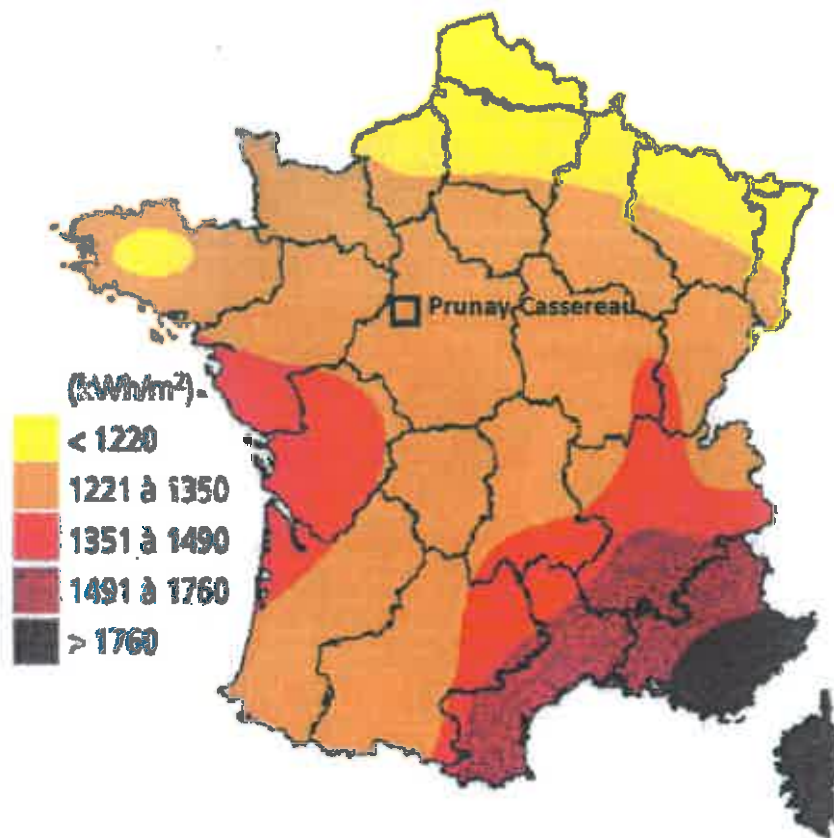 Prunay Cassereau
(kWh/m²)
< 1220
1221 à 1350
1351 à 1490
1491 à 1760
> 1760